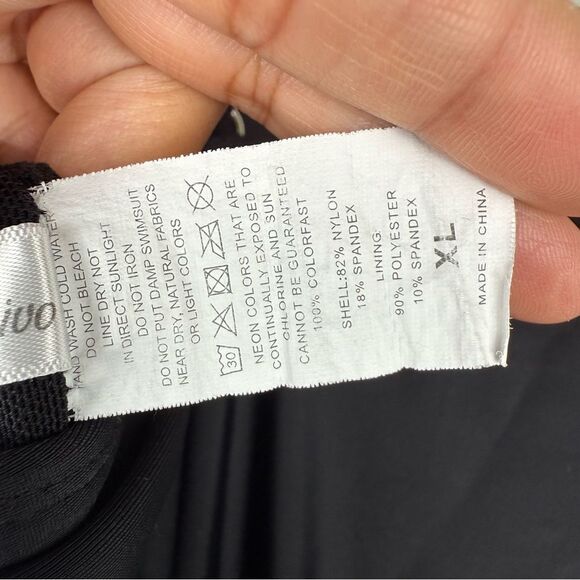 HAND WASH COLD WATER
DO NOT BLEACH
LINE DRY NOT
IN DIRECT SUNLIGHT
DO NOT IRON
DO NOT PUT DAMP SWIMSUIT
NEAR DRY, NATURAL FABRICS
OR LIGHT COLORS
30
NEON COLORS THAT ARE
CONTINUALLY EXPOSED TO
CHLORINE AND SUN
CANNOT BE GUARANTEED
100% COLORFAST
SHELL:82% NYLON
18% SPANDEX
LINING:
90% POLYESTER
10% SPANDEX
XL
MADE IN CHINA